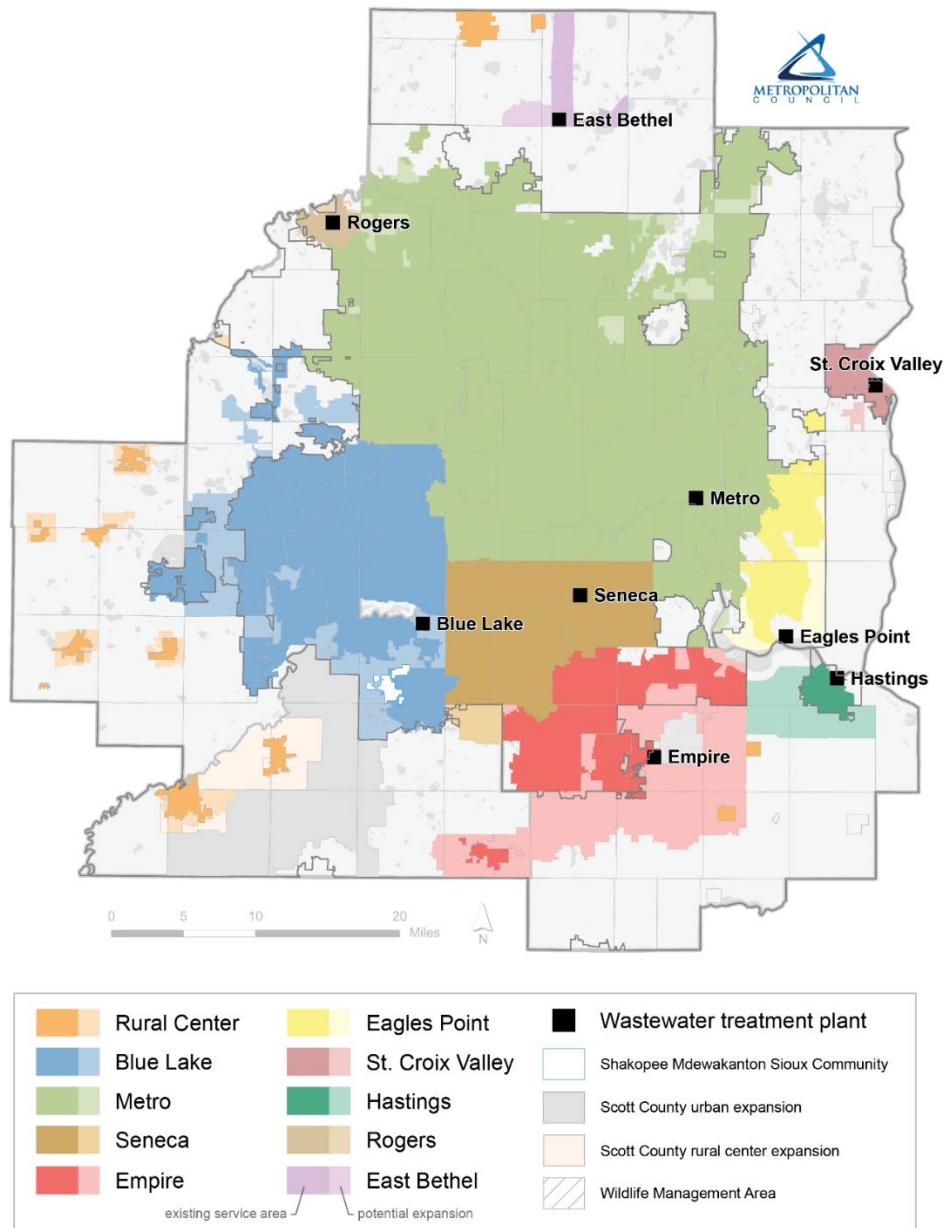 METROPOLITAN
COUNCIL
East Bethel
Rogers
St. Croix Valley
Metro
Seneca
Blue Lake
Eagles Point
Hastings
Empire
0 5 10 20
Miles
N
Rural Center
Blue Lake
Metro
Seneca
Empire
existing service area
Eagles Point
St. Croix Valley
Hastings
Rogers
East Bethel
potential expansion
Wastewater treatment plant
Shakopee Mdewakanton Sioux Community
Scott County urban expansion
Scott County rural center expansion
Wildlife Management Area